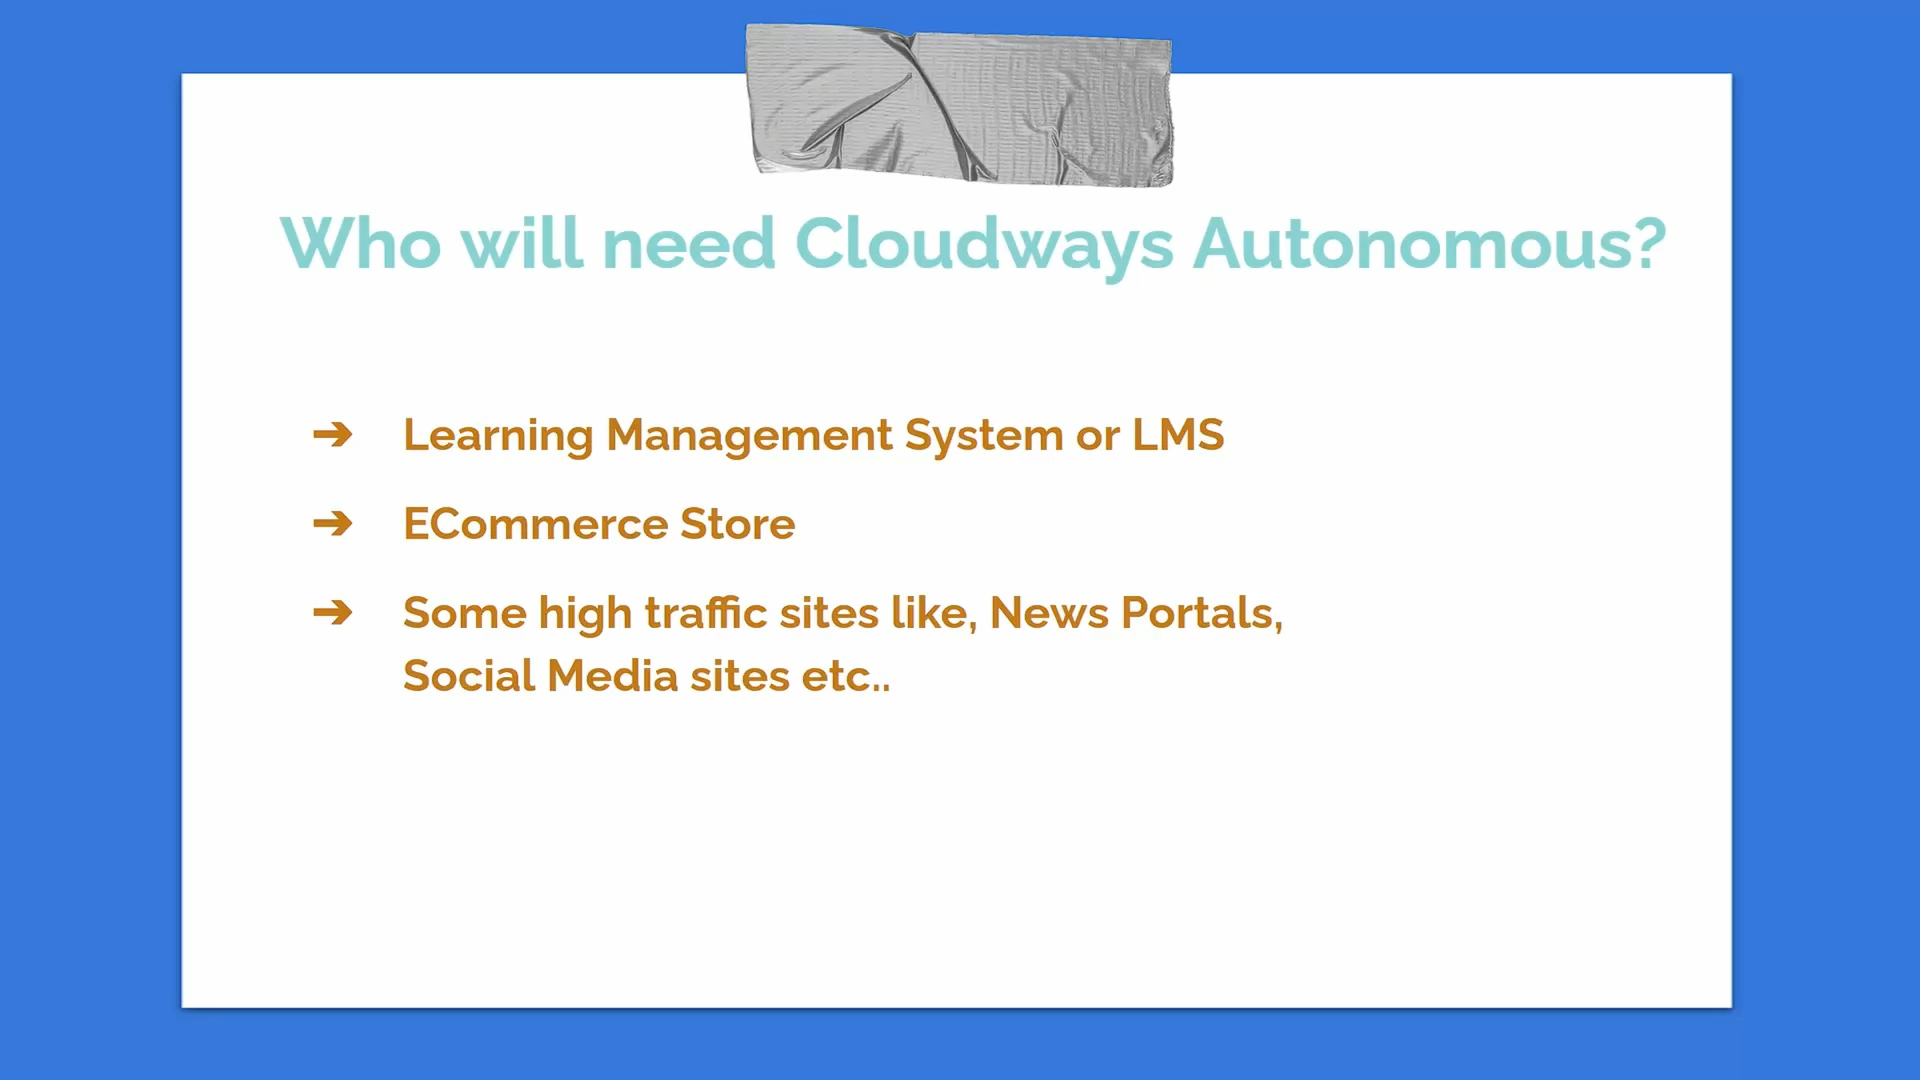 Who will need Cloudways Autonomous?
➔ Learning Management System or LMS
➔ ECommerce Store
➔ Some high traffic sites like, News Portals,
Social Media sites etc..